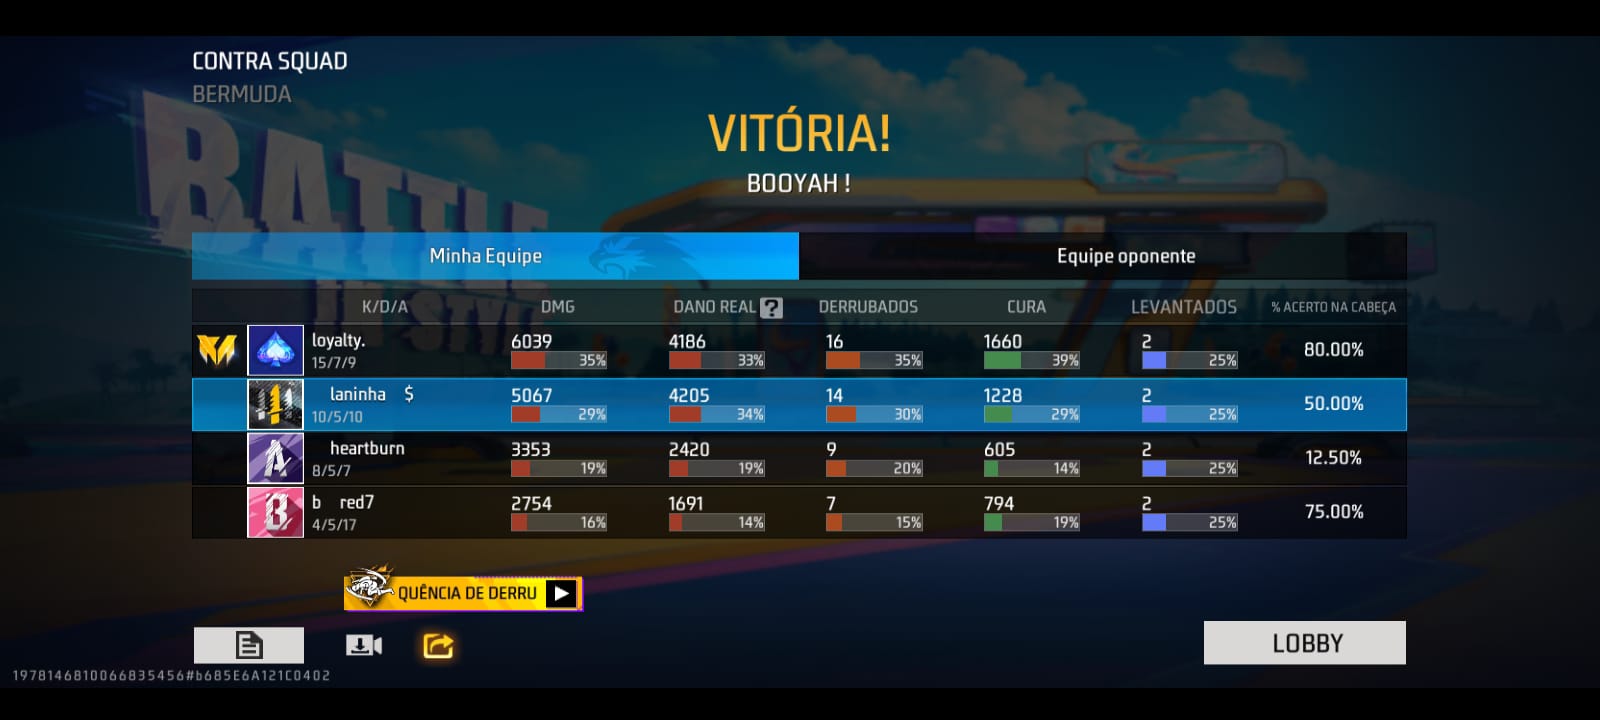 CONTRA SQUAD
BERMUDA
BATTLE
IN STYLE
VITÓRIA!
BOOYAH !
Minha Equipe Equipe oponente
K/D/A DMG DANO REAL ? DERRUBADOS CURA LEVANTADOS % ACERTO NA CABEÇA
loyalty. 6039 4186 16 1660 2 80.00%
15/7/9 35% 33% 35% 39% 25%
laninha $ 5067 4205 14 1228 2 50.00%
10/5/10 29% 34% 30% 29% 25%
heartburn 3353 2420 9 605 2 12.50%
8/5/7 19% 19% 20% 14% 25%
b red7 2754 1691 7 794 2 75.00%
4/5/17 16% 14% 15% 19% 25%
QUÊNCIA DE DERRU
LOBBY
1978146810066835456#b685E6A121C0402